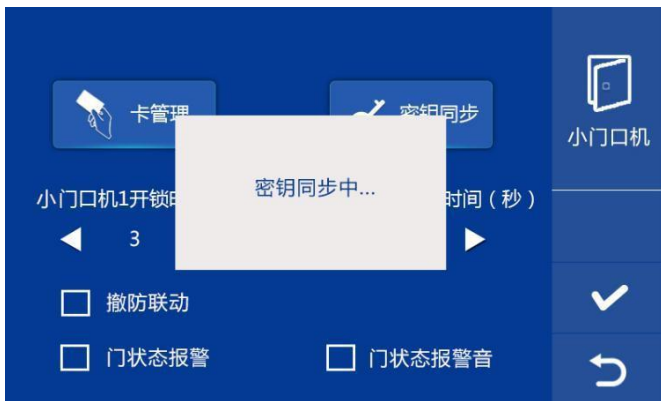 卡管理
密钥同步
小门口机
密钥同步中...
小门口机1开锁
时间（秒）
3
撤防联动
门状态报警
门状态报警音